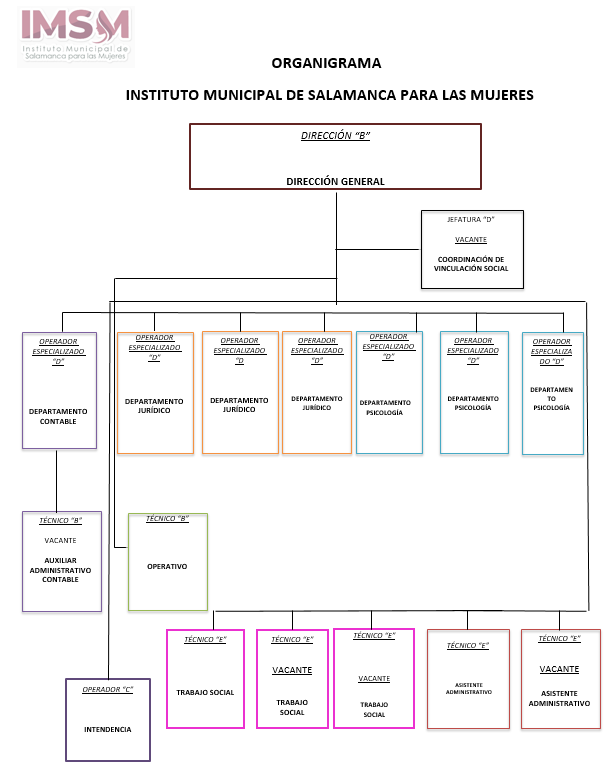 IMSM
Instituto Municipal de
Salamanca para las Mujeres
ORGANIGRAMA
INSTITUTO MUNICIPAL DE SALAMANCA PARA LAS MUJERES
DIRECCIÓN “B”
DIRECCIÓN GENERAL
JEFATURA “D”
VACANTE
COORDINACIÓN DE
VINCULACIÓN SOCIAL
OPERADOR
ESPECIALIZADO
“D”
DEPARTAMENTO
CONTABLE
OPERADOR
ESPECIALIZADO
“D”
DEPARTAMENTO
JURÍDICO
OPERADOR
ESPECIALIZADO
“D
DEPARTAMENTO
JURÍDICO
OPERADOR
ESPECIALIZADO
“D”
DEPARTAMENTO
JURÍDICO
OPERADOR
ESPECIALIZADO
“D”
DEPARTAMENTO
PSICOLOGÍA
OPERADOR
ESPECIALIZADO
“D”
DEPARTAMENTO
PSICOLOGÍA
OPERADOR
ESPECIALIZA
DO “D”
DEPARTAMEN
TO
PSICOLOGÍA
TÉCNICO “B”
VACANTE
AUXILIAR
ADMINISTRATIVO
CONTABLE
TÉCNICO “B”
OPERATIVO
TÉCNICO “E”
TRABAJO SOCIAL
TÉCNICO “E”
VACANTE
TRABAJO
SOCIAL
TÉCNICO “E”
VACANTE
TRABAJO
SOCIAL
TÉCNICO “E”
ASISTENTE
ADMINISTRATIVO
TÉCNICO “E”
VACANTE
ASISTENTE
ADMINISTRATIVO
OPERADOR “C”
INTENDENCIA